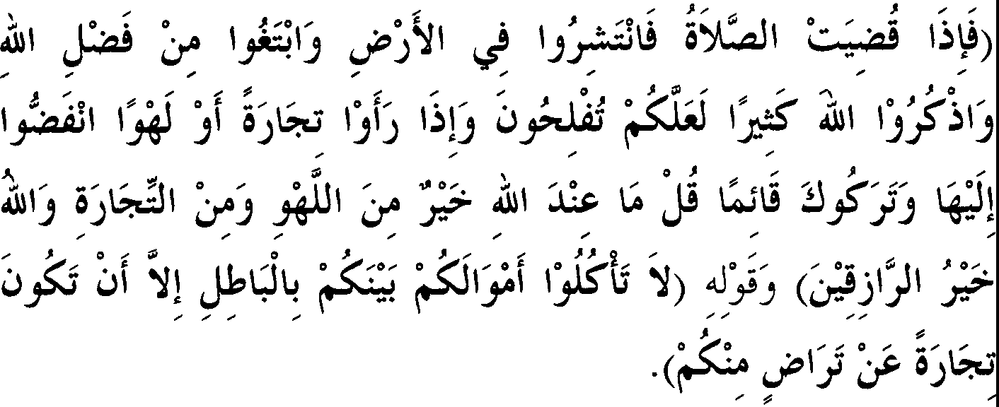 (فَإِذَا قُضِيَتْ الصَّلاَةُ فَانْتَشِرُوا فِي الأَرْضِ وَابْتَغُوا مِنْ فَضْلِ اللهِ
وَاذْكُرُوْا اللهَ كَثِيرًا لَعَلَّكُمْ تُفْلِحُونَ وَإِذَا رَأَوْا تِجَارَةً أَوْ لَهْوًا انْفَضُّوا
إِلَيْهَا وَتَرَكُوكَ قَائِمًا قُلْ مَا عِنْدَ اللهِ خَيْرٌ مِنَ اللَّهْوِ وَمِنْ التِّجَارَةِ وَاللهُ
خَيْرُ الرَّازِقِيْنَ) وَقَوْلِهِ (لاَ تَأْكُلُوْا أَمْوَالَكُمْ بَيْنَكُمْ بِالْبَاطِلِ إِلاَّ أَنْ تَكُونَ
تِجَارَةً عَنْ تَرَاضٍ مِنْكُمْ).